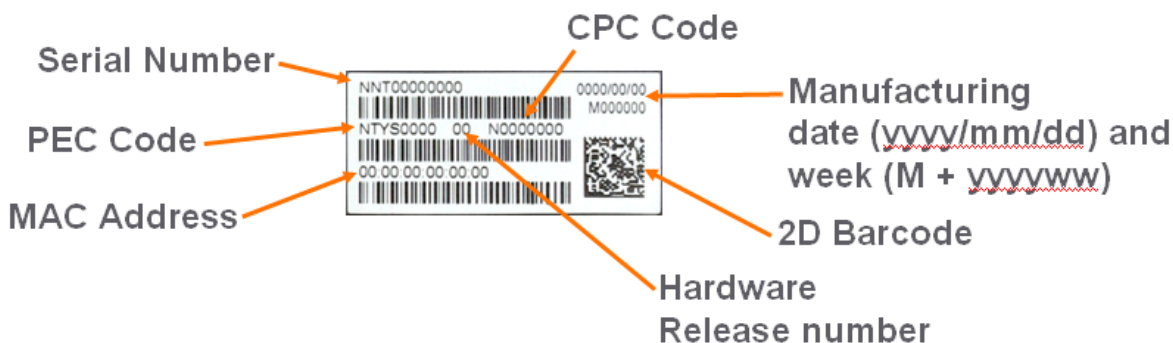 CPC Code
Serial Number
NNT00000000
0000/00/00
M000000
Manufacturing
date (yyyy/mm/dd) and
week (M + yyyyww)
PEC Code
NTYS0000 00 N0000000
MAC Address
00:00:00:00:00:00
2D Barcode
Hardware
Release number